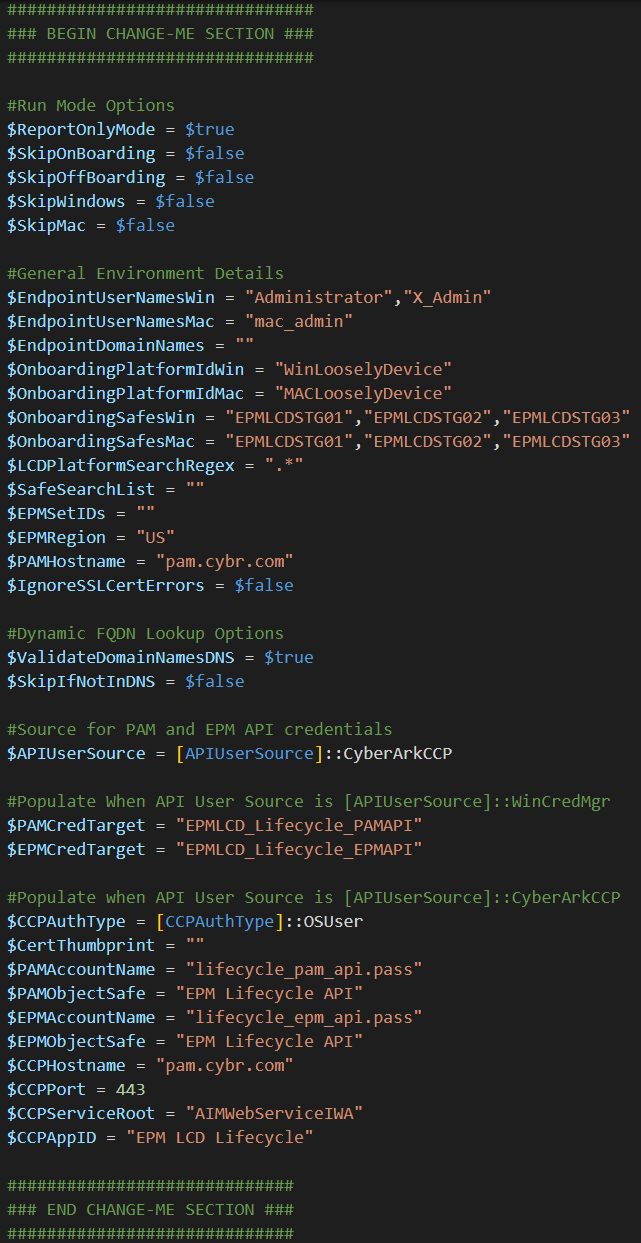 ###############################
### BEGIN CHANGE-ME SECTION ###
###############################
#Run Mode Options
$ReportOnlyMode = $true
$SkipOnBoarding = $false
$SkipOffBoarding = $false
$SkipWindows = $false
$SkipMac = $false
#General Environment Details
$EndpointUserNamesWin = "Administrator","X_Admin"
$EndpointUserNamesMac = "mac_admin"
$EndpointDomainNames = ""
$OnboardingPlatformIdWin = "WinLooselyDevice"
$OnboardingPlatformIdMac = "MACLooselyDevice"
$OnboardingSafesWin = "EPMLCDSTG01","EPMLCDSTG02","EPMLCDSTG03"
$OnboardingSafesMac = "EPMLCDSTG01","EPMLCDSTG02","EPMLCDSTG03"
$LCDPlatformSearchRegex = ".*"
$SafeSearchList = ""
$EPMSetIDs = ""
$EPMRegion = "US"
$PAMHostname = "pam.cybr.com"
$IgnoreSSLCertErrors = $false
#Dynamic FQDN Lookup Options
$ValidateDomainNamesDNS = $true
$SkipIfNotInDNS = $false
#Source for PAM and EPM API credentials
$APIUserSource = [APIUserSource]::CyberArkCCP
#Populate When API User Source is [APIUserSource]::WinCredMgr
$PAMCredTarget = "EPMLCD_Lifecycle_PAMAPI"
$EPMCredTarget = "EPMLCD_Lifecycle_EPMAPI"
#Populate when API User Source is [APIUserSource]::CyberArkCCP
$CCPAuthType = [CCPAuthType]::OSUser
$CertThumbprint = ""
$PAMAccountName = "lifecycle_pam_api.pass"
$PAMObjectSafe = "EPM Lifecycle API"
$EPMAccountName = "lifecycle_epm_api.pass"
$EPMObjectSafe = "EPM Lifecycle API"
$CCPHostname = "pam.cybr.com"
$CCPPort = 443
$CCPServiceRoot = "AIMWebServiceIWA"
$CCPAppID = "EPM LCD Lifecycle"
#############################
### END CHANGE-ME SECTION ###
#############################